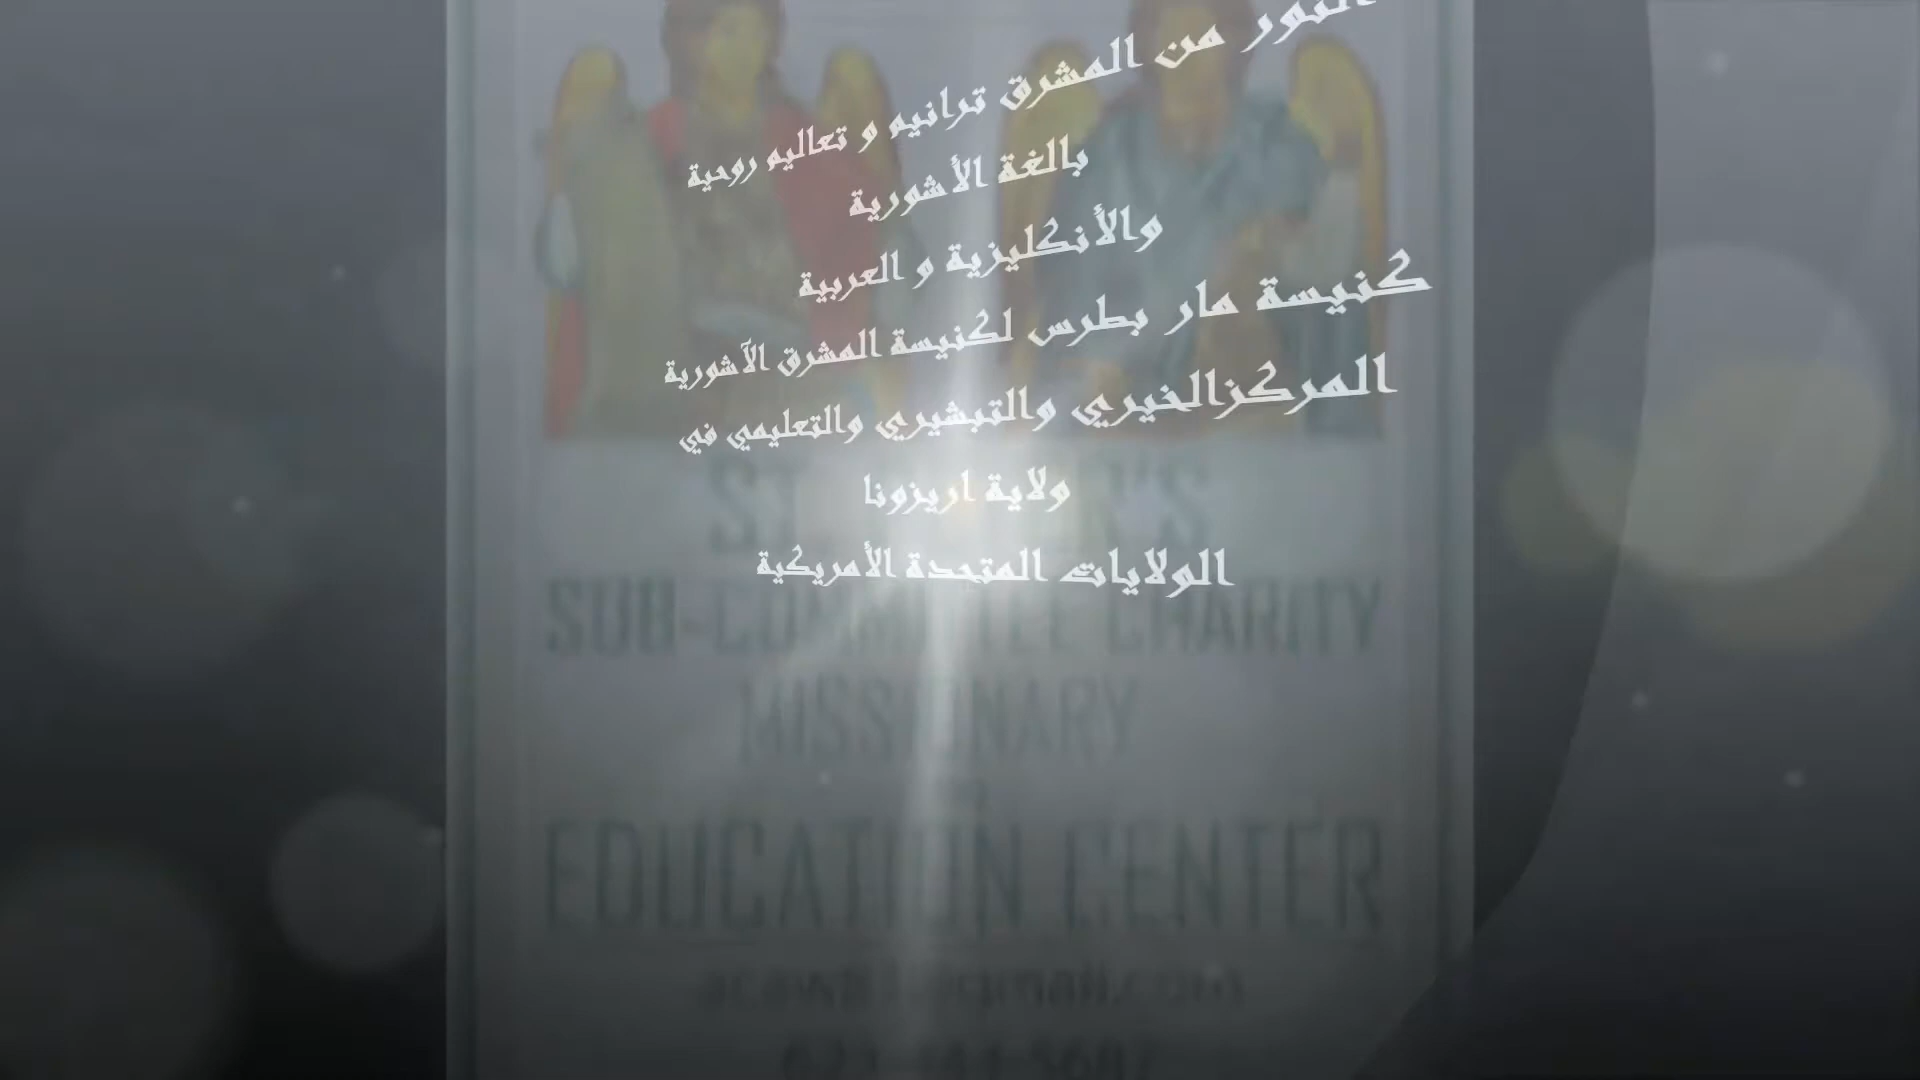 النور من المشرق ترانيم و تعاليم روحية
بالغة الأشورية
والأنكليزية و العربية
كنيسة مار بطرس لكنيسة المشرق الآشورية
المركزالخيري والتبشيري والتعليمي في
ولاية اريزونا
الولايات المتحدة الأمريكية
SUB-COMMITTEE CHARITY
MISSIONARY
EDUCATION CENTER